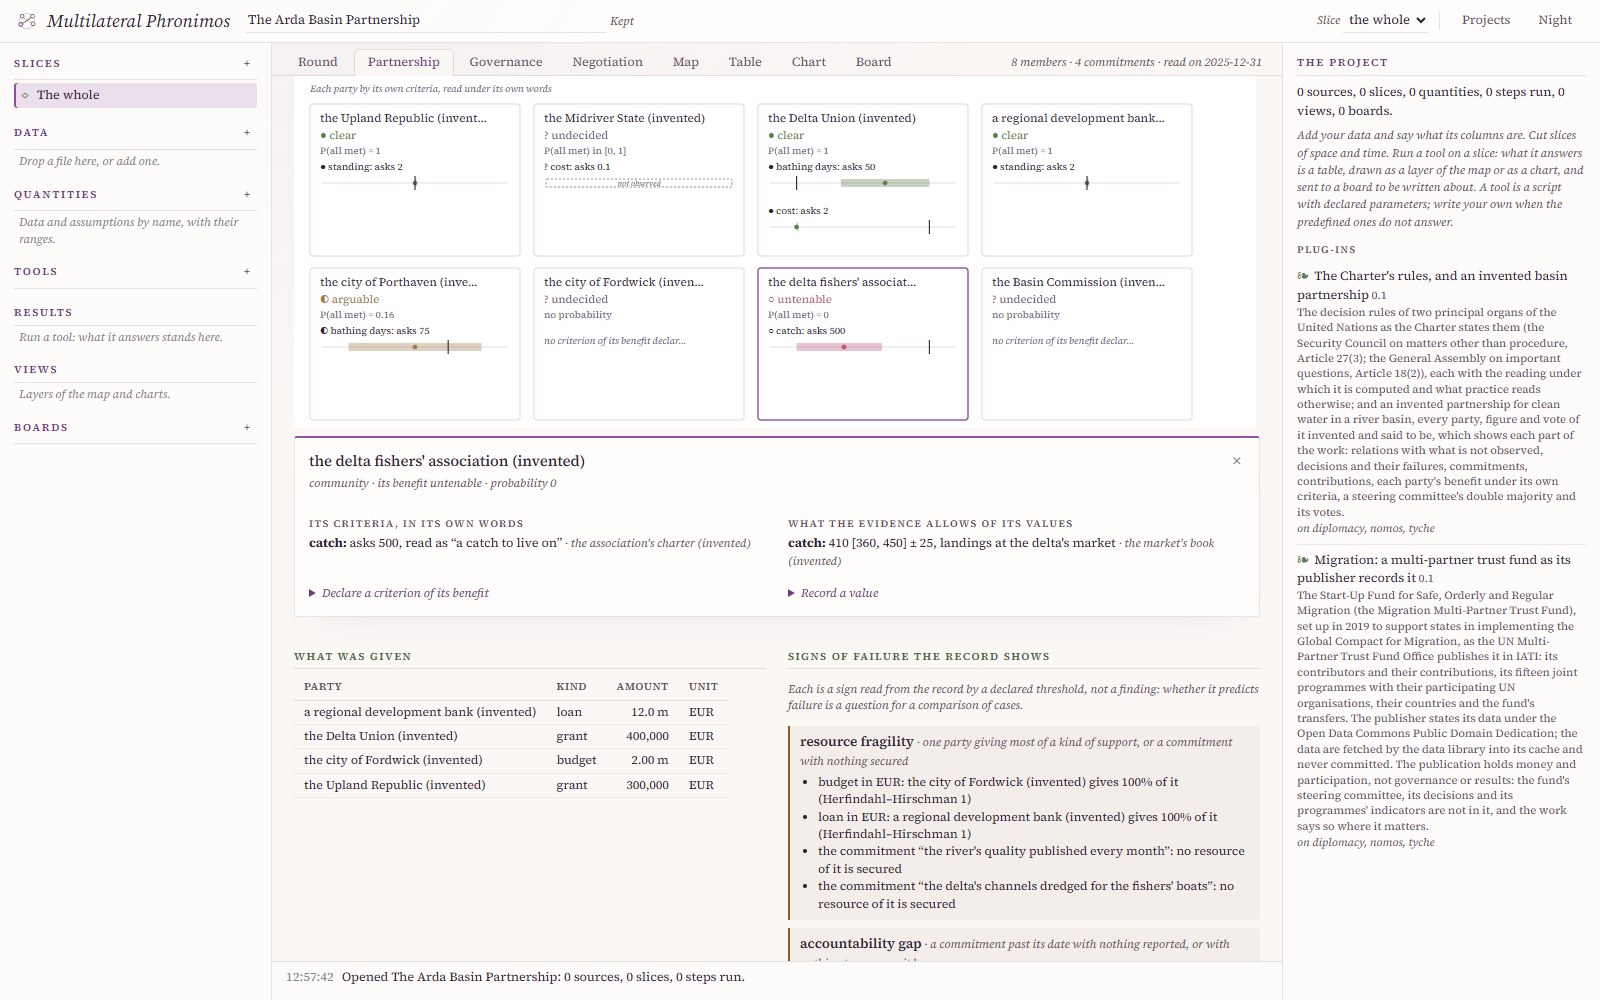 Multilateral Phronimos
The Arda Basin Partnership
Kept
Slice the whole
Projects
Night
SLICES +
The whole
DATA +
Drop a file here, or add one.
QUANTITIES +
Data and assumptions by name, with their
ranges.
TOOLS +
RESULTS
Run a tool: what it answers stands here.
VIEWS
Layers of the map and charts.
BOARDS +
Round
Partnership
Governance
Negotiation
Map
Table
Chart
Board
8 members · 4 commitments · read on 2025-12-31
Each party by its own criteria, read under its own words
the Upland Republic (invent...
● clear
P(all met) = 1
● standing: asks 2
the Midriver State (invented)
? undecided
P(all met) in [0, 1]
? cost: asks 0.1
not observed
the Delta Union (invented)
● clear
P(all met) = 1
● bathing days: asks 50
● cost: asks 2
a regional development bank...
● clear
P(all met) = 1
● standing: asks 2
the city of Porthaven (inve...
◐ arguable
P(all met) = 0.16
◐ bathing days: asks 75
the city of Fordwick (inven...
? undecided
no probability
no criterion of its benefit declar...
the delta fishers' associat...
○ untenable
P(all met) = 0
○ catch: asks 500
the Basin Commission (inven...
? undecided
no probability
no criterion of its benefit declar...
the delta fishers' association (invented)
×
community · its benefit untenable · probability 0
ITS CRITERIA, IN ITS OWN WORDS
catch: asks 500, read as “a catch to live on” · the association's charter (invented)
▶ Declare a criterion of its benefit
WHAT THE EVIDENCE ALLOWS OF ITS VALUES
catch: 410 [360, 450] ± 25, landings at the delta's market · the market's book
(invented)
▶ Record a value
WHAT WAS GIVEN
PARTY KIND AMOUNT UNIT
a regional development bank (invented) loan 12.0 m EUR
the Delta Union (invented) grant 400,000 EUR
the city of Fordwick (invented) budget 2.00 m EUR
the Upland Republic (invented) grant 300,000 EUR
SIGNS OF FAILURE THE RECORD SHOWS
Each is a sign read from the record by a declared threshold, not a finding: whether it predicts
failure is a question for a comparison of cases.
resource fragility · one party giving most of a kind of support, or a commitment
with nothing secured
• budget in EUR: the city of Fordwick (invented) gives 100% of it
(Herfindahl–Hirschman 1)
• loan in EUR: a regional development bank (invented) gives 100% of it
(Herfindahl–Hirschman 1)
• the commitment “the river's quality published every month”: no resource
of it is secured
• the commitment “the delta's channels dredged for the fishers' boats”: no
resource of it is secured
accountability gap · a commitment past its date with nothing reported, or with
12:57:42 Opened The Arda Basin Partnership: 0 sources, 0 slices, 0 steps run.
THE PROJECT
0 sources, 0 slices, 0 quantities, 0 steps run, 0
views, 0 boards.
Add your data and say what its columns are. Cut slices
of space and time. Run a tool on a slice: what it answers
is a table, drawn as a layer of the map or as a chart, and
sent to a board to be written about. A tool is a script
with declared parameters; write your own when the
predefined ones do not answer.
PLUG-INS
The Charter's rules, and an invented basin
partnership 0.1
The decision rules of two principal organs of the
United Nations as the Charter states them (the
Security Council on matters other than procedure,
Article 27(3); the General Assembly on important
questions, Article 18(2)), each with the reading under
which it is computed and what practice reads
otherwise; and an invented partnership for clean
water in a river basin, every party, figure and vote of
it invented and said to be, which shows each part of
the work: relations with what is not observed,
decisions and their failures, commitments,
contributions, each party's benefit under its own
criteria, a steering committee's double majority and
its votes.
on diplomacy, nomos, tyche
Migration: a multi-partner trust fund as its
publisher records it 0.1
The Start-Up Fund for Safe, Orderly and Regular
Migration (the Migration Multi-Partner Trust Fund),
set up in 2019 to support states in implementing the
Global Compact for Migration, as the UN Multi-
Partner Trust Fund Office publishes it in IATI: its
contributors and their contributions, its fifteen joint
programmes with their participating UN
organisations, their countries and the fund's
transfers. The publisher states its data under the
Open Data Commons Public Domain Dedication; the
data are fetched by the data library into its cache and
never committed. The publication holds money and
participation, not governance or results: the fund's
steering committee, its decisions and its
programmes' indicators are not in it, and the work
says so where it matters.
on diplomacy, nomos, tyche